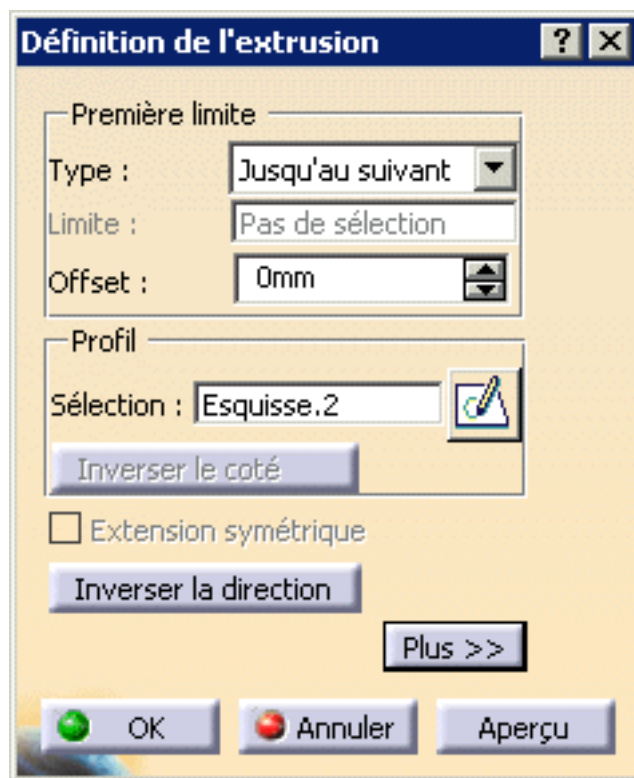 Définition de l'extrusion ? X
Première limite
Type : Jusqu'au suivant
Limite : Pas de sélection
Offset : 0mm
Profil
Sélection : Esquisse.2
Inverser le coté
Extension symétrique
Inverser la direction
Plus >>
OK Annuler Aperçu